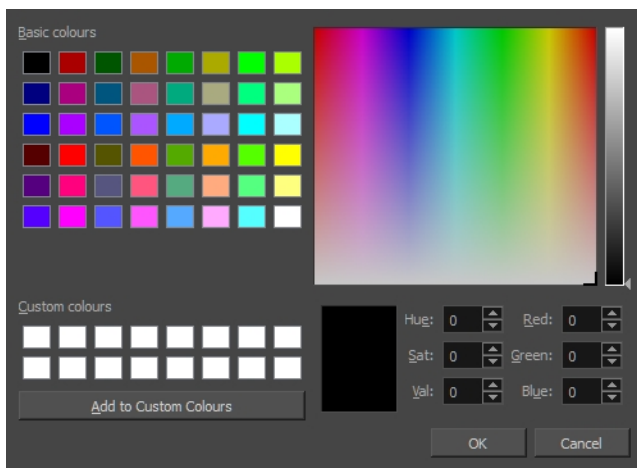 Basic colours
Custom colours
Add to Custom Colours
Hue: 0 Red: 0
Sat: 0 Green: 0
Val: 0 Blue: 0
OK Cancel